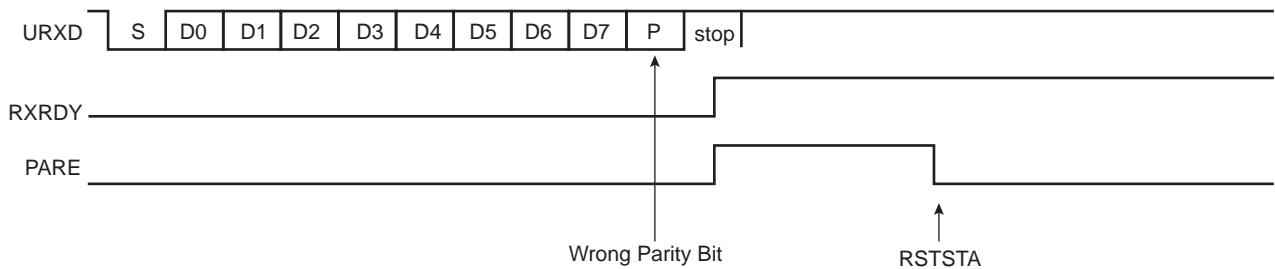 URXD S D0 D1 D2 D3 D4 D5 D6 D7 P stop
RXRDY
PARE
Wrong Parity Bit RSTSTA